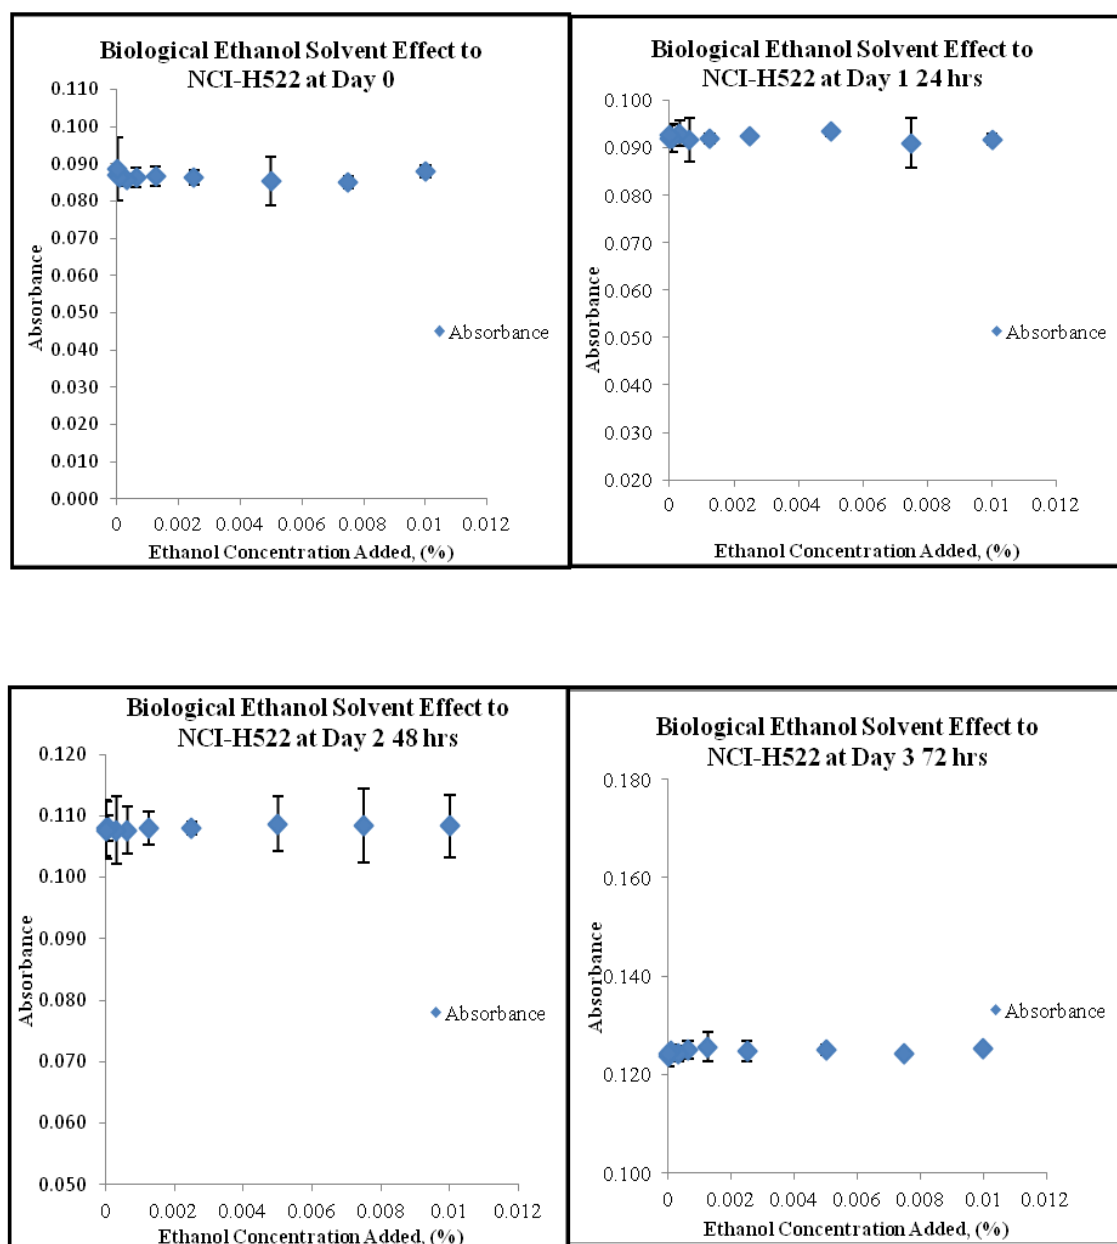 Biological Ethanol Solvent Effect to
NCI-H522 at Day 0
0.110
0.100
0.090
0.080
0.070
0.060
0.050
0.040
0.030
0.020
0.010
0.000
Absorbance
Absorbance
0 0.002 0.004 0.006 0.008 0.01 0.012
Ethanol Concentration Added, (%)
Biological Ethanol Solvent Effect to
NCI-H522 at Day 1 24 hrs
0.100
0.090
0.080
0.070
0.060
0.050
0.040
0.030
0.020
Absorbance
Absorbance
0 0.002 0.004 0.006 0.008 0.01 0.012
Ethanol Concentration Added, (%)
Biological Ethanol Solvent Effect to
NCI-H522 at Day 2 48 hrs
0.120
0.110
0.100
0.090
0.080
0.070
0.060
0.050
Absorbance
Absorbance
0 0.002 0.004 0.006 0.008 0.01 0.012
Ethanol Concentration Added, (%)
Biological Ethanol Solvent Effect to
NCI-H522 at Day 3 72 hrs
0.180
0.160
0.140
0.120
0.100
Absorbance
Absorbance
0 0.002 0.004 0.006 0.008 0.01 0.012
Ethanol Concentration Added, (%)